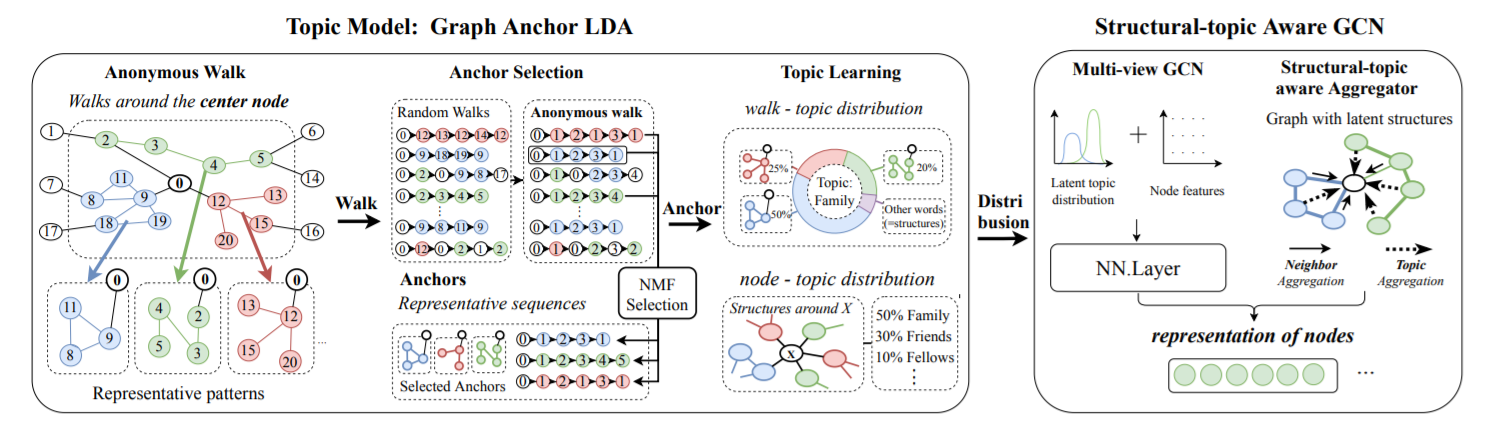 Topic Model: Graph Anchor LDA
Structural-topic Aware GCN
Anonymous Walk
Walks around the center node
1
2
3
4
5
6
7
8
9
11
0
12
13
14
15
16
17
18
19
20
0
11
9
8
0
4
2
5
3
0
13
12
15
20
...
Representative patterns
Walk
Anchor Selection
Random Walks
0 12 13 12 14 12
0 9 18 19 9
0 2 0 9 8 17
0 2 3 4 5
0 9 8 11 9
0 12 0 2 1 2
Anonymous walk
0 1 2 1 3 1
0 1 2 3 1
0 1 0 2 3 4
0 1 2 3 4
0 1 2 3 1
0 1 0 2 3 2
Anchors
Representative sequences
NMF
Selection
Selected Anchors
0 1 2 3 1
0 1 2 3 4 5
0 1 2 1 3 1
Anchor
Topic Learning
walk - topic distribution
25%
20%
50%
Topic:
Family
Other words
(=structures)
node - topic distribution
Structures around X
X
50% Family
30% Friends
10% Fellows
Distri
busion
Multi-view GCN
+
Latent topic
distribution
Node features
NN.Layer
Structural-topic
aware Aggregator
Graph with latent structures
Neighbor
Aggregation
Topic
Aggregation
representation of nodes
...